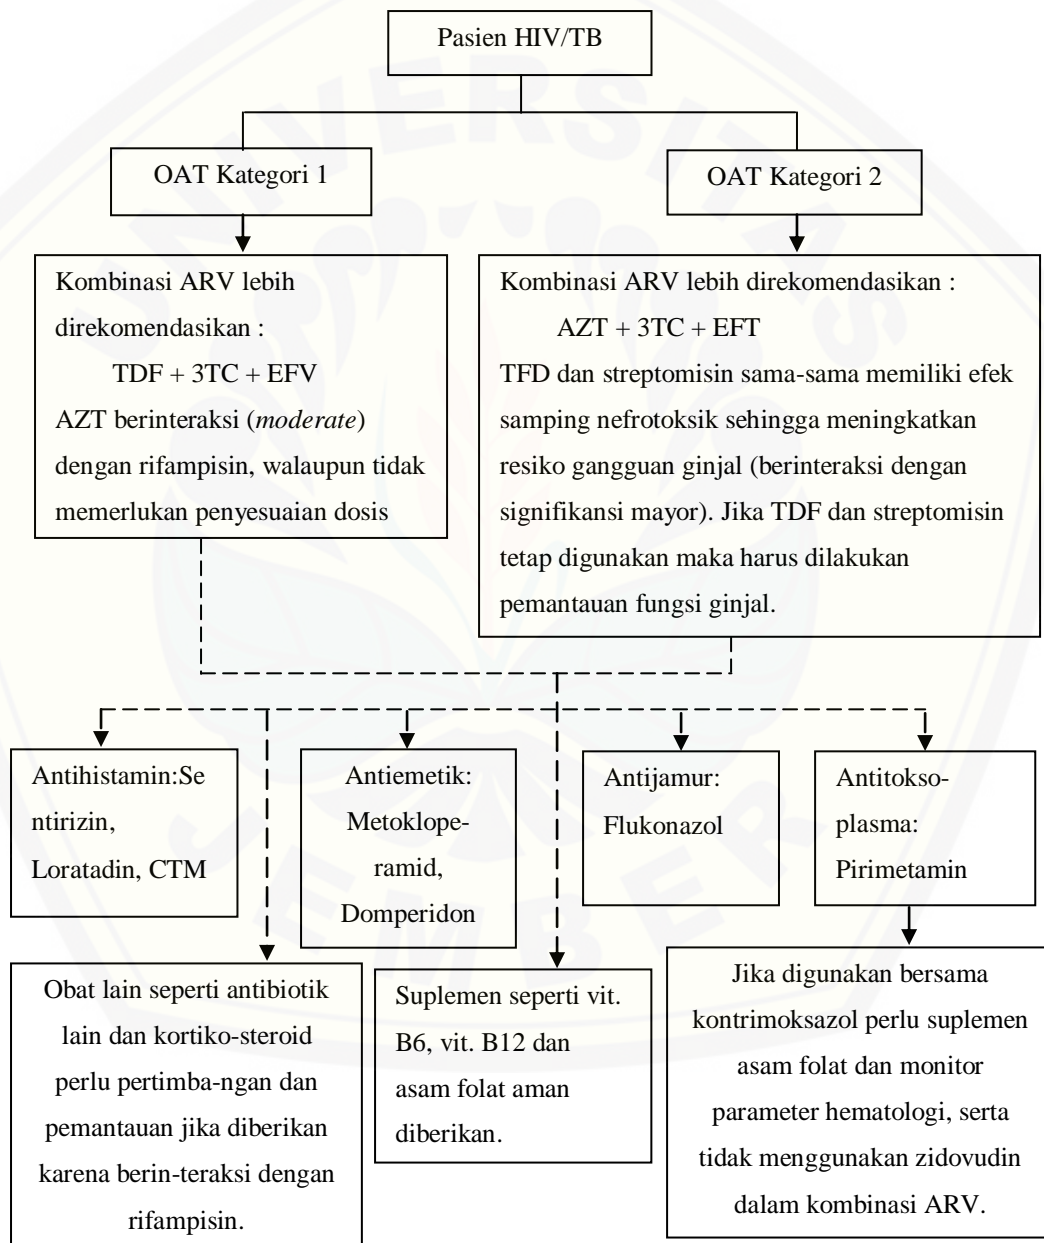 UNIVERSITAS
JEMBER
Pasien HIV/TB
OAT Kategori 1
OAT Kategori 2
Kombinasi ARV lebih
direkomendasikan :
TDF + 3TC + EFV
AZT berinteraksi (moderate)
dengan rifampisin, walaupun tidak
memerlukan penyesuaian dosis
Kombinasi ARV lebih direkomendasikan :
AZT + 3TC + EFT
TFD dan streptomisin sama-sama memiliki efek
samping nefrotoksik sehingga meningkatkan
resiko gangguan ginjal (berinteraksi dengan
signifikansi mayor). Jika TDF dan streptomisin
tetap digunakan maka harus dilakukan
pemantauan fungsi ginjal.
Antihistamin:Se
ntirizin,
Loratadin, CTM
Antiemetik:
Metoklope-
ramid,
Domperidon
Antijamur:
Flukonazol
Antitokso-
plasma:
Pirimetamin
Obat lain seperti antibiotik
lain dan kortiko-steroid
perlu pertimba-ngan dan
pemantauan jika diberikan
karena berin-teraksi dengan
rifampisin.
Suplemen seperti vit.
B6, vit. B12 dan
asam folat aman
diberikan.
Jika digunakan bersama
kontrimoksazol perlu suplemen
asam folat dan monitor
parameter hematologi, serta
tidak menggunakan zidovudin
dalam kombinasi ARV.